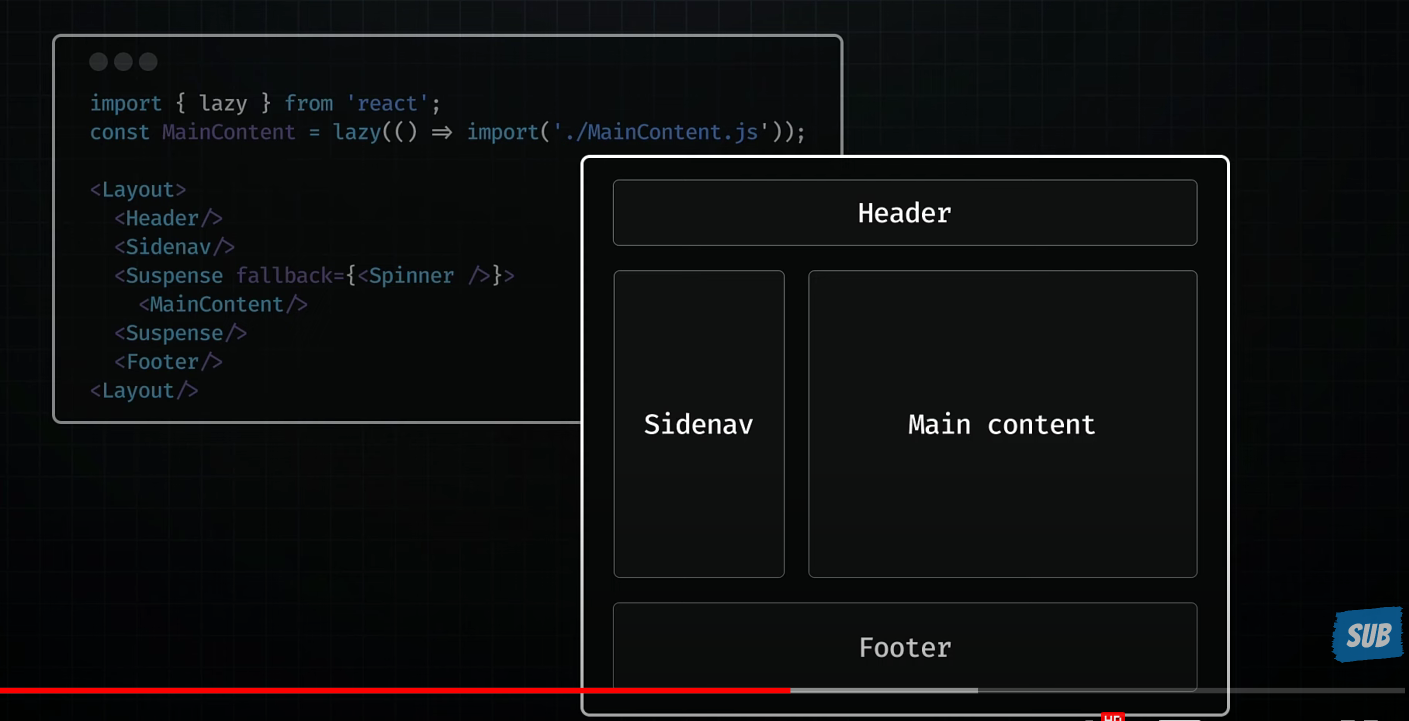 import { lazy } from 'react';
const MainContent = lazy(() => import('./MainContent.js'));
<Layout>
<Header/>
<Sidenav/>
<Suspense fallback={<Spinner />}>
<MainContent/>
<Suspense/>
<Footer/>
<Layout/>
Header
Sidenav
Main content
Footer
SUB
HD